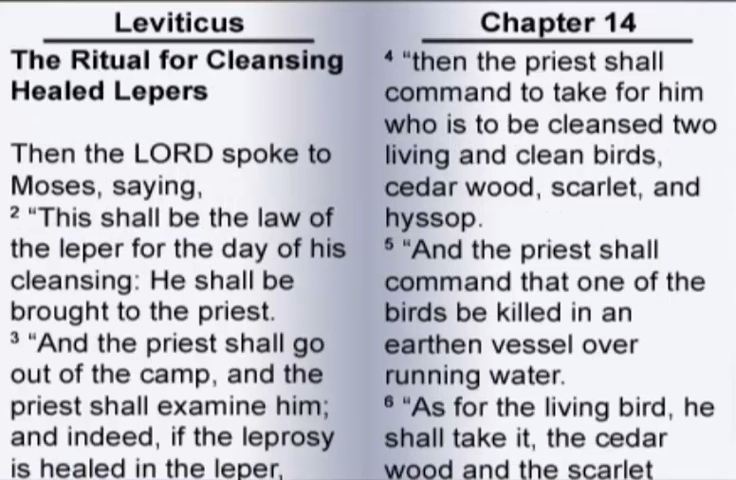 Leviticus
The Ritual for Cleansing
Healed Lepers
Then the LORD spoke to
Moses, saying,
2 “This shall be the law of
the leper for the day of his
cleansing: He shall be
brought to the priest.
3 “And the priest shall go
out of the camp, and the
priest shall examine him;
and indeed, if the leprosy
is healed in the leper,
Chapter 14
4 “then the priest shall
command to take for him
who is to be cleansed two
living and clean birds,
cedar wood, scarlet, and
hyssop.
5 “And the priest shall
command that one of the
birds be killed in an
earthen vessel over
running water.
6 “As for the living bird, he
shall take it, the cedar
wood and the scarlet